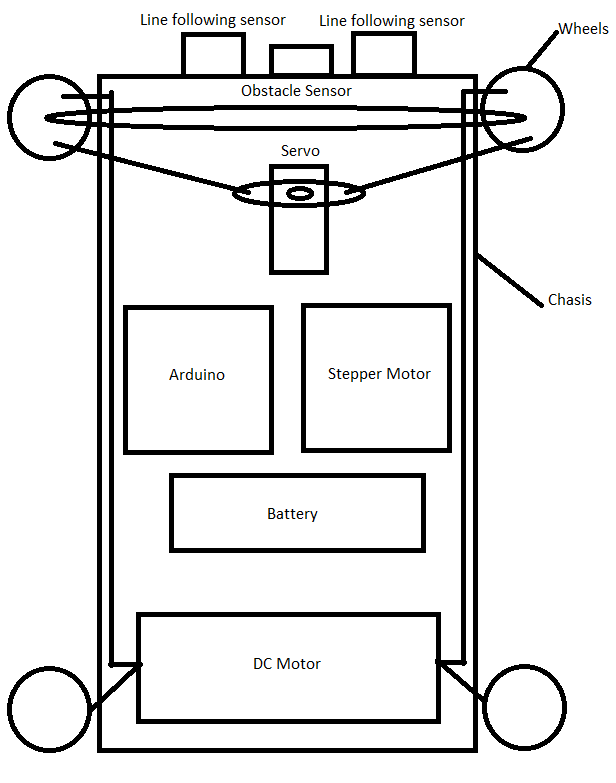 Line following sensor
Line following sensor
Wheels
Obstacle Sensor
Servo
Chasis
Arduino
Stepper Motor
Battery
DC Motor